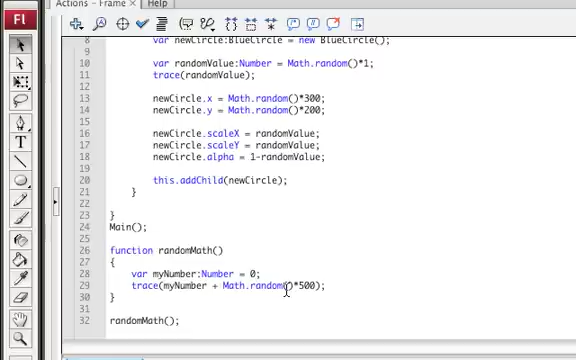 Actions - Frame
Help
Fl
8 var newCircle:BlueCircle = new BlueCircle();
9
10 var randomValue:Number = Math.random()*1;
11 trace(randomValue);
12
13 newCircle.x = Math.random()*300;
14 newCircle.y = Math.random()*200;
15
16 newCircle.scaleX = randomValue;
17 newCircle.scaleY = randomValue;
18 newCircle.alpha = 1-randomValue;
19
20 this.addChild(newCircle);
21 }
22
23 }
24 Main();
25
26 function randomMath()
27 {
28 var myNumber:Number = 0;
29 trace(myNumber + Math.random()*500);
30 }
31
32 randomMath();